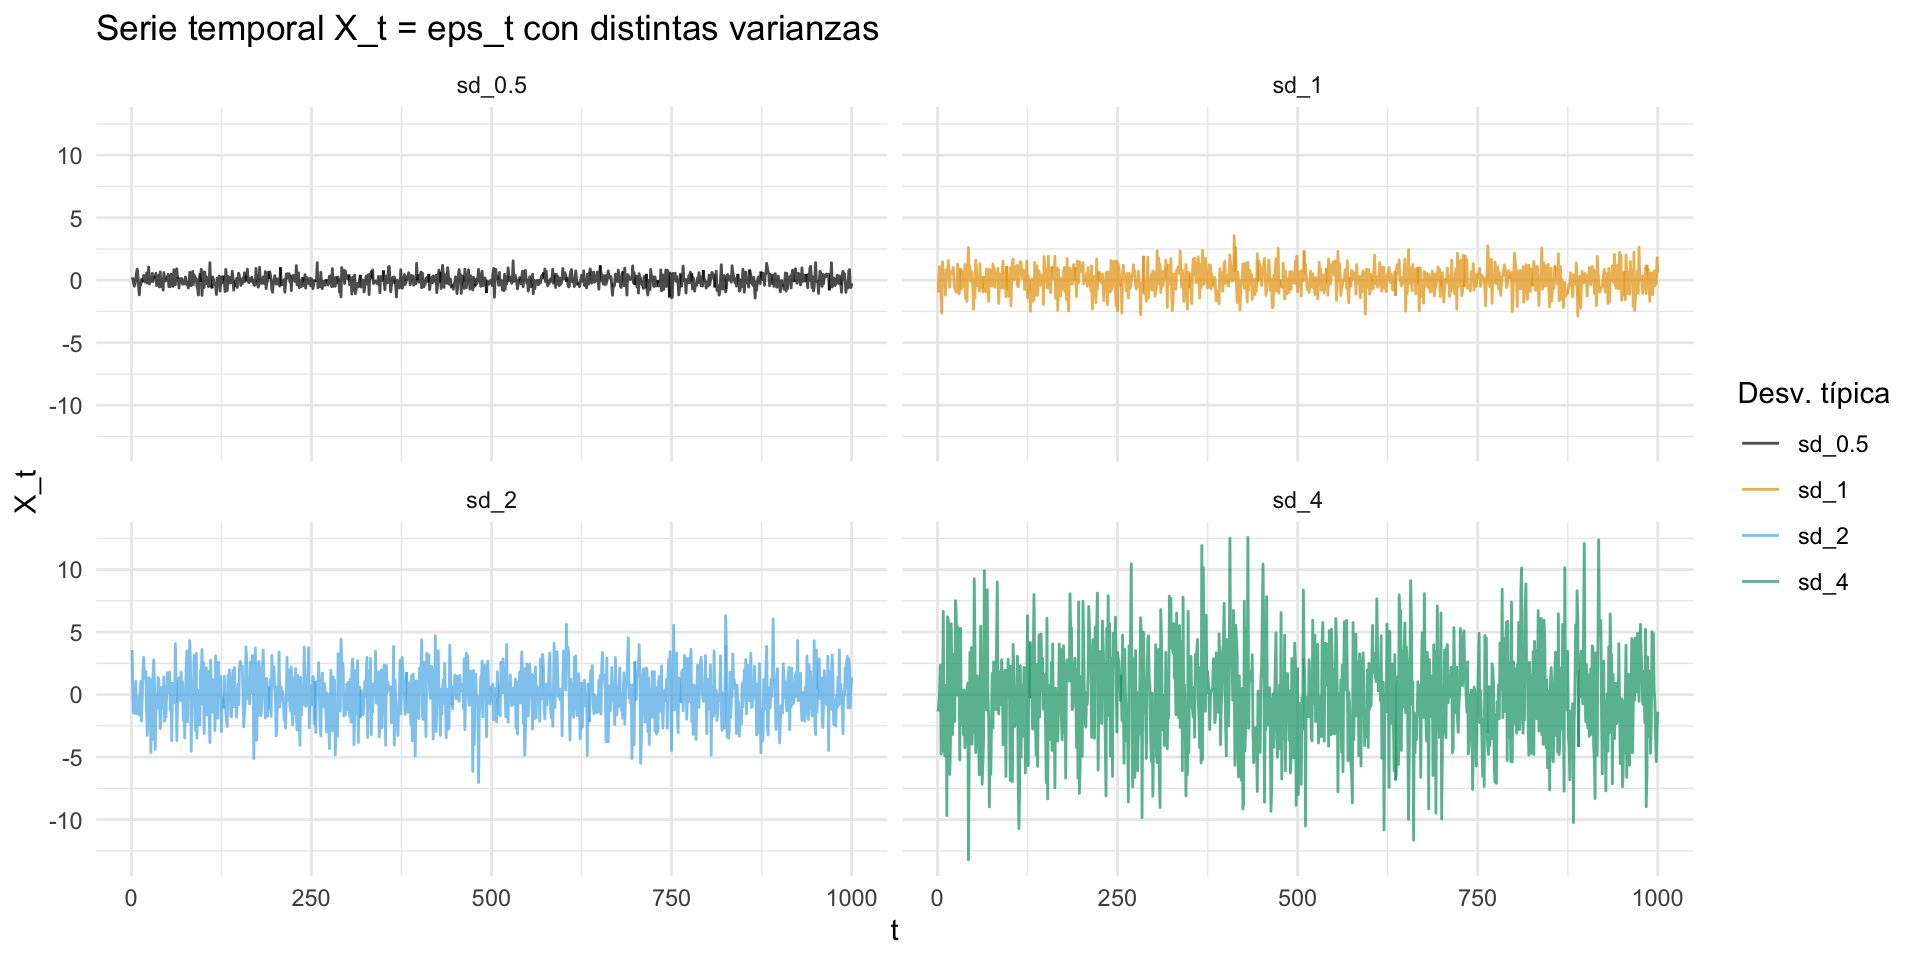 Serie temporal X_t = eps_t con distintas varianzas
sd_0.5
sd_1
10
5
0
-5
-10
sd_2
sd_4
10
5
0
-5
-10
0
250
500
750
1000
0
250
500
750
1000
t
X_t
Desv. típica
sd_0.5
sd_1
sd_2
sd_4